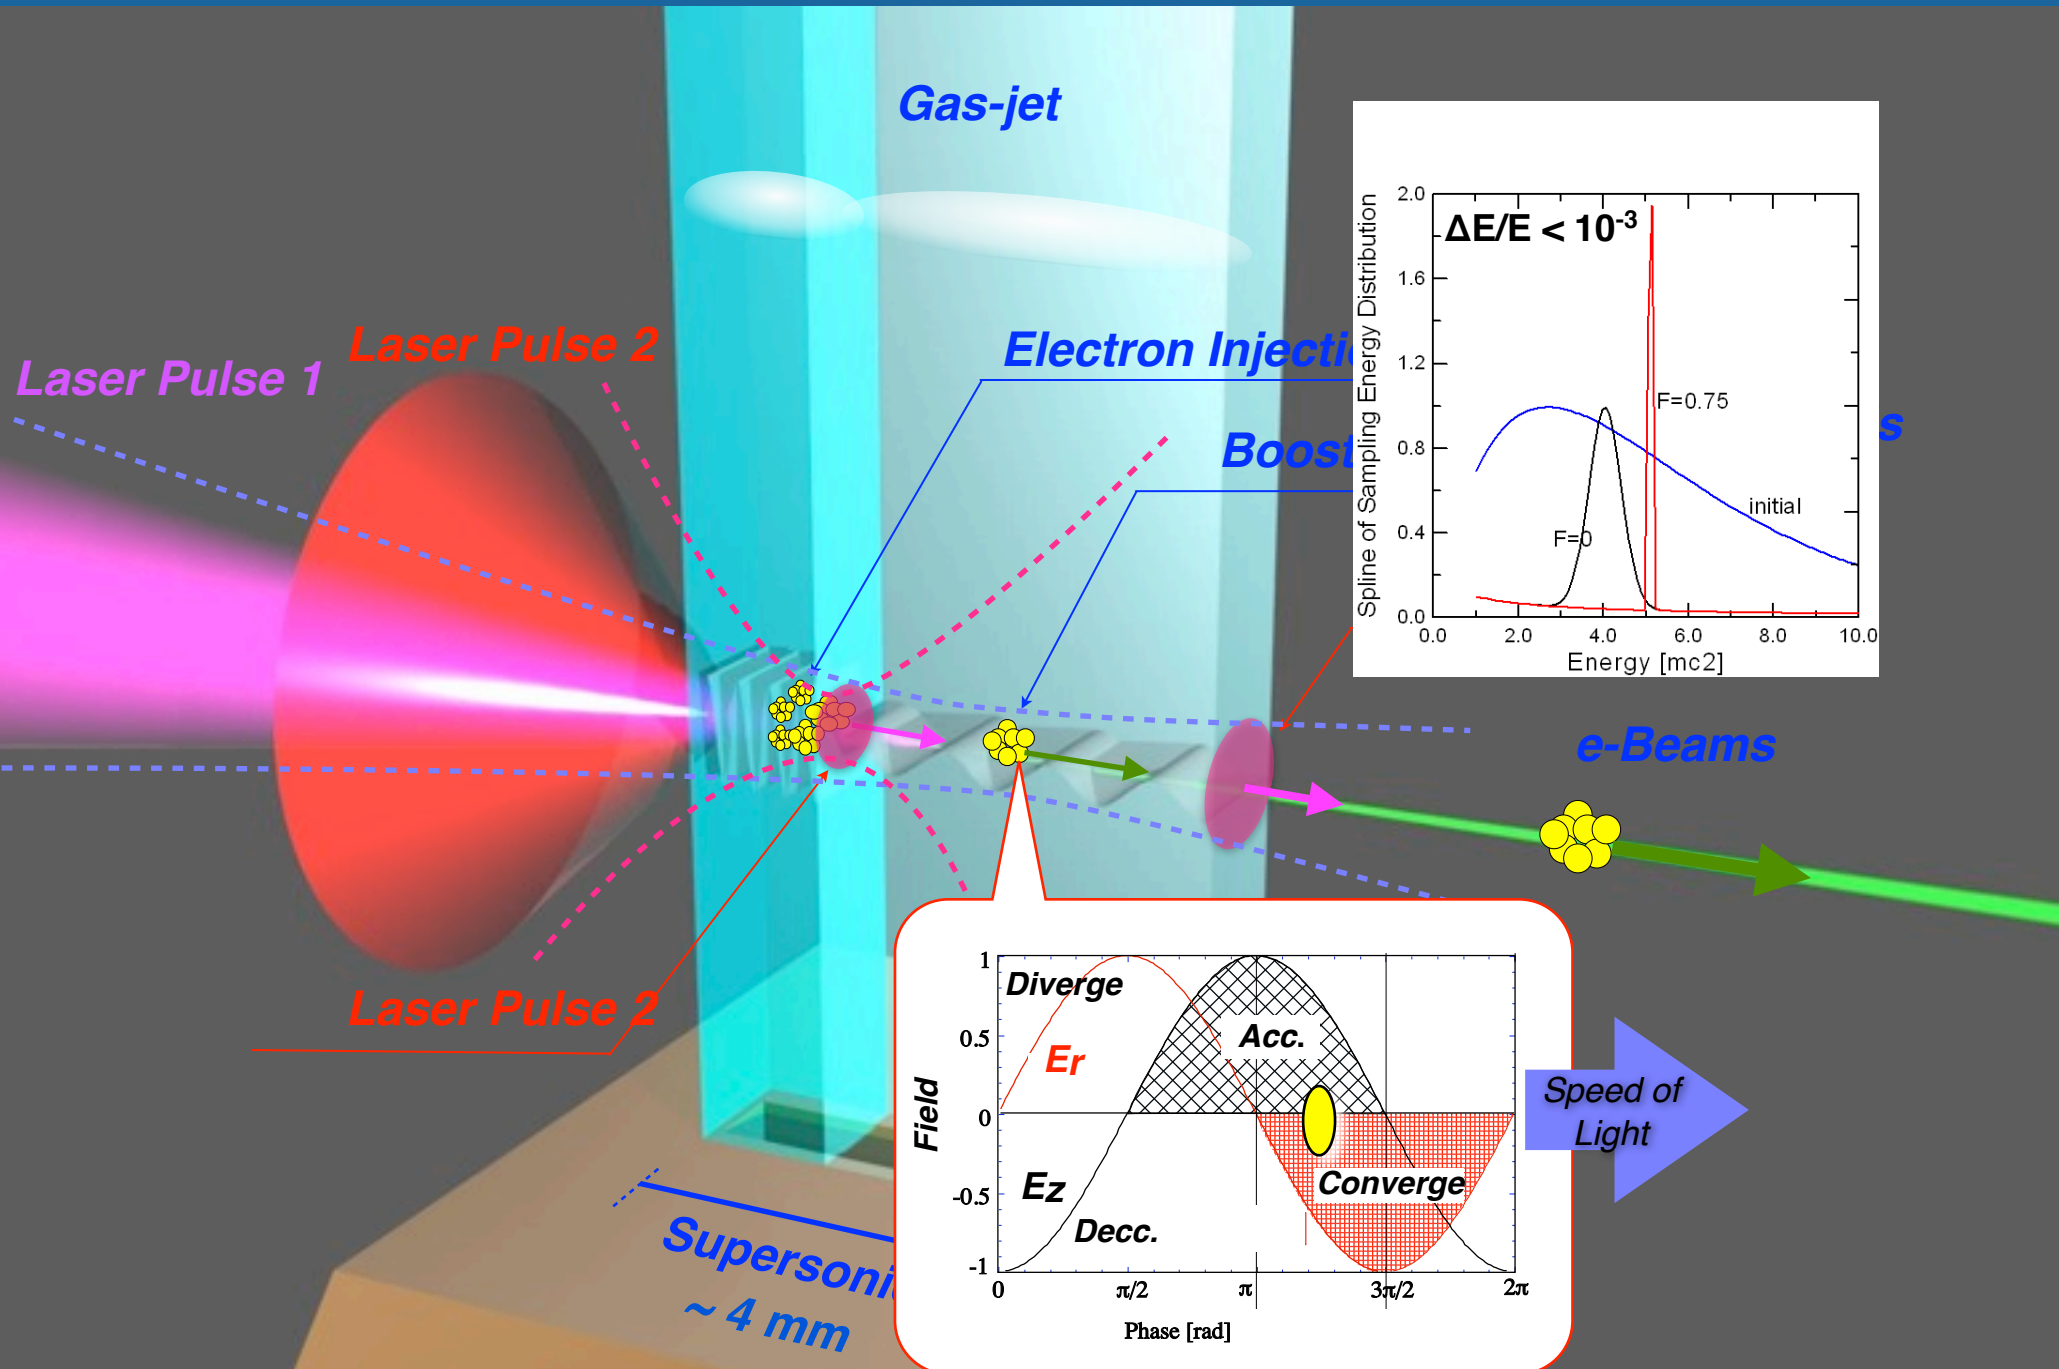 Gas-jet
Laser Pulse 2
Laser Pulse 1
Electron
Spline of Sampling Energy Distribution
2.0
1.6
1.2
0.8
0.4
0.0
ΔE/E < 10-3
F=0.75
initial
F=0
0.0 2.0 4.0 6.0 8.0 10.0
Energy [mc2]
s
e-Beams
Laser Pulse 2
~ 4 mm
Field
1
0.5
0
-0.5
-1
Diverge
Er
Acc.
Converge
Ez
Decc.
0 π/2 π 3π/2 2π
Phase [rad]
Speed of
Light